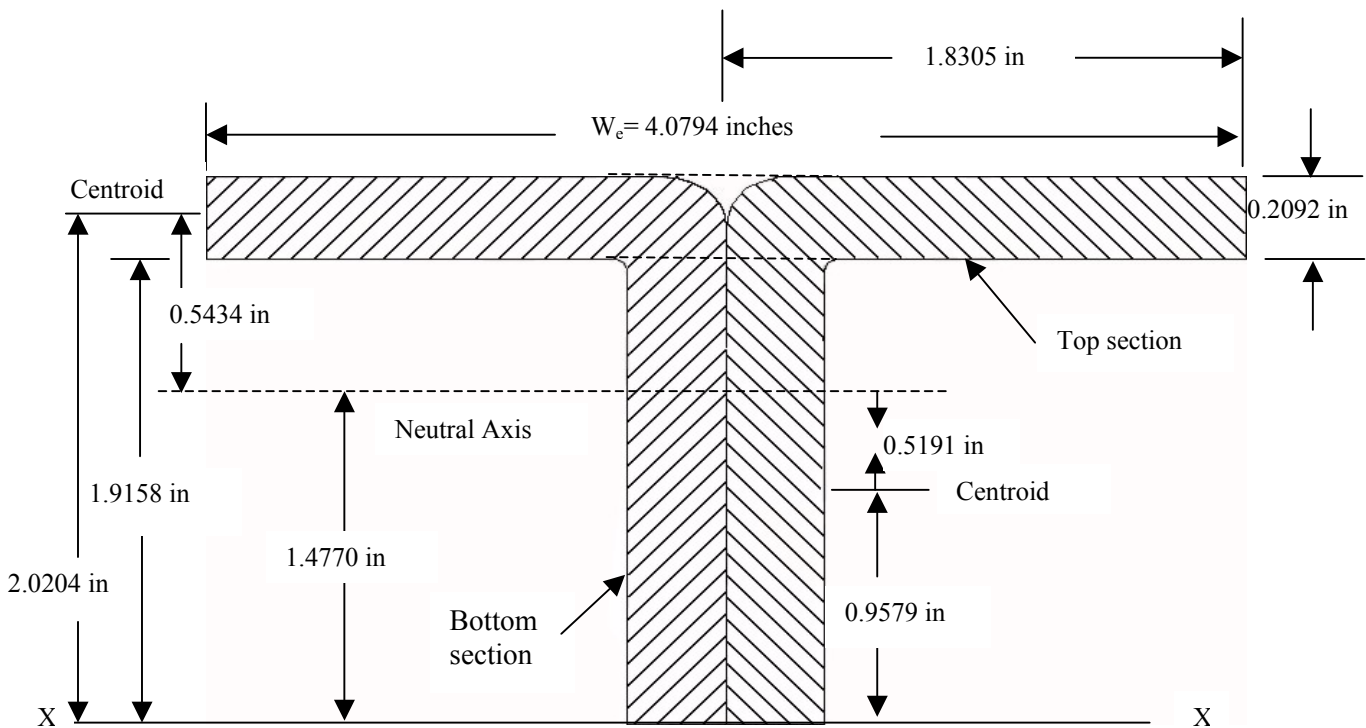 1.8305 in
We= 4.0794 inches
Centroid
0.2092 in
0.5434 in
Top section
Neutral Axis
0.5191 in
1.9158 in
Centroid
1.4770 in
2.0204 in
0.9579 in
Bottom
section
X
X